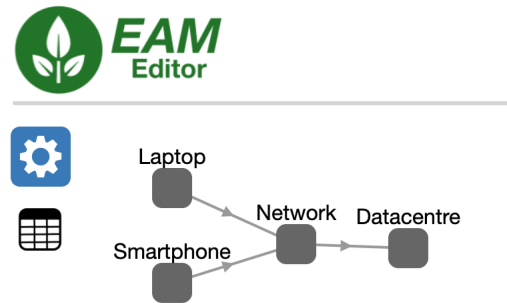 EAM
Editor
Laptop
Network
Datacentre
Smartphone